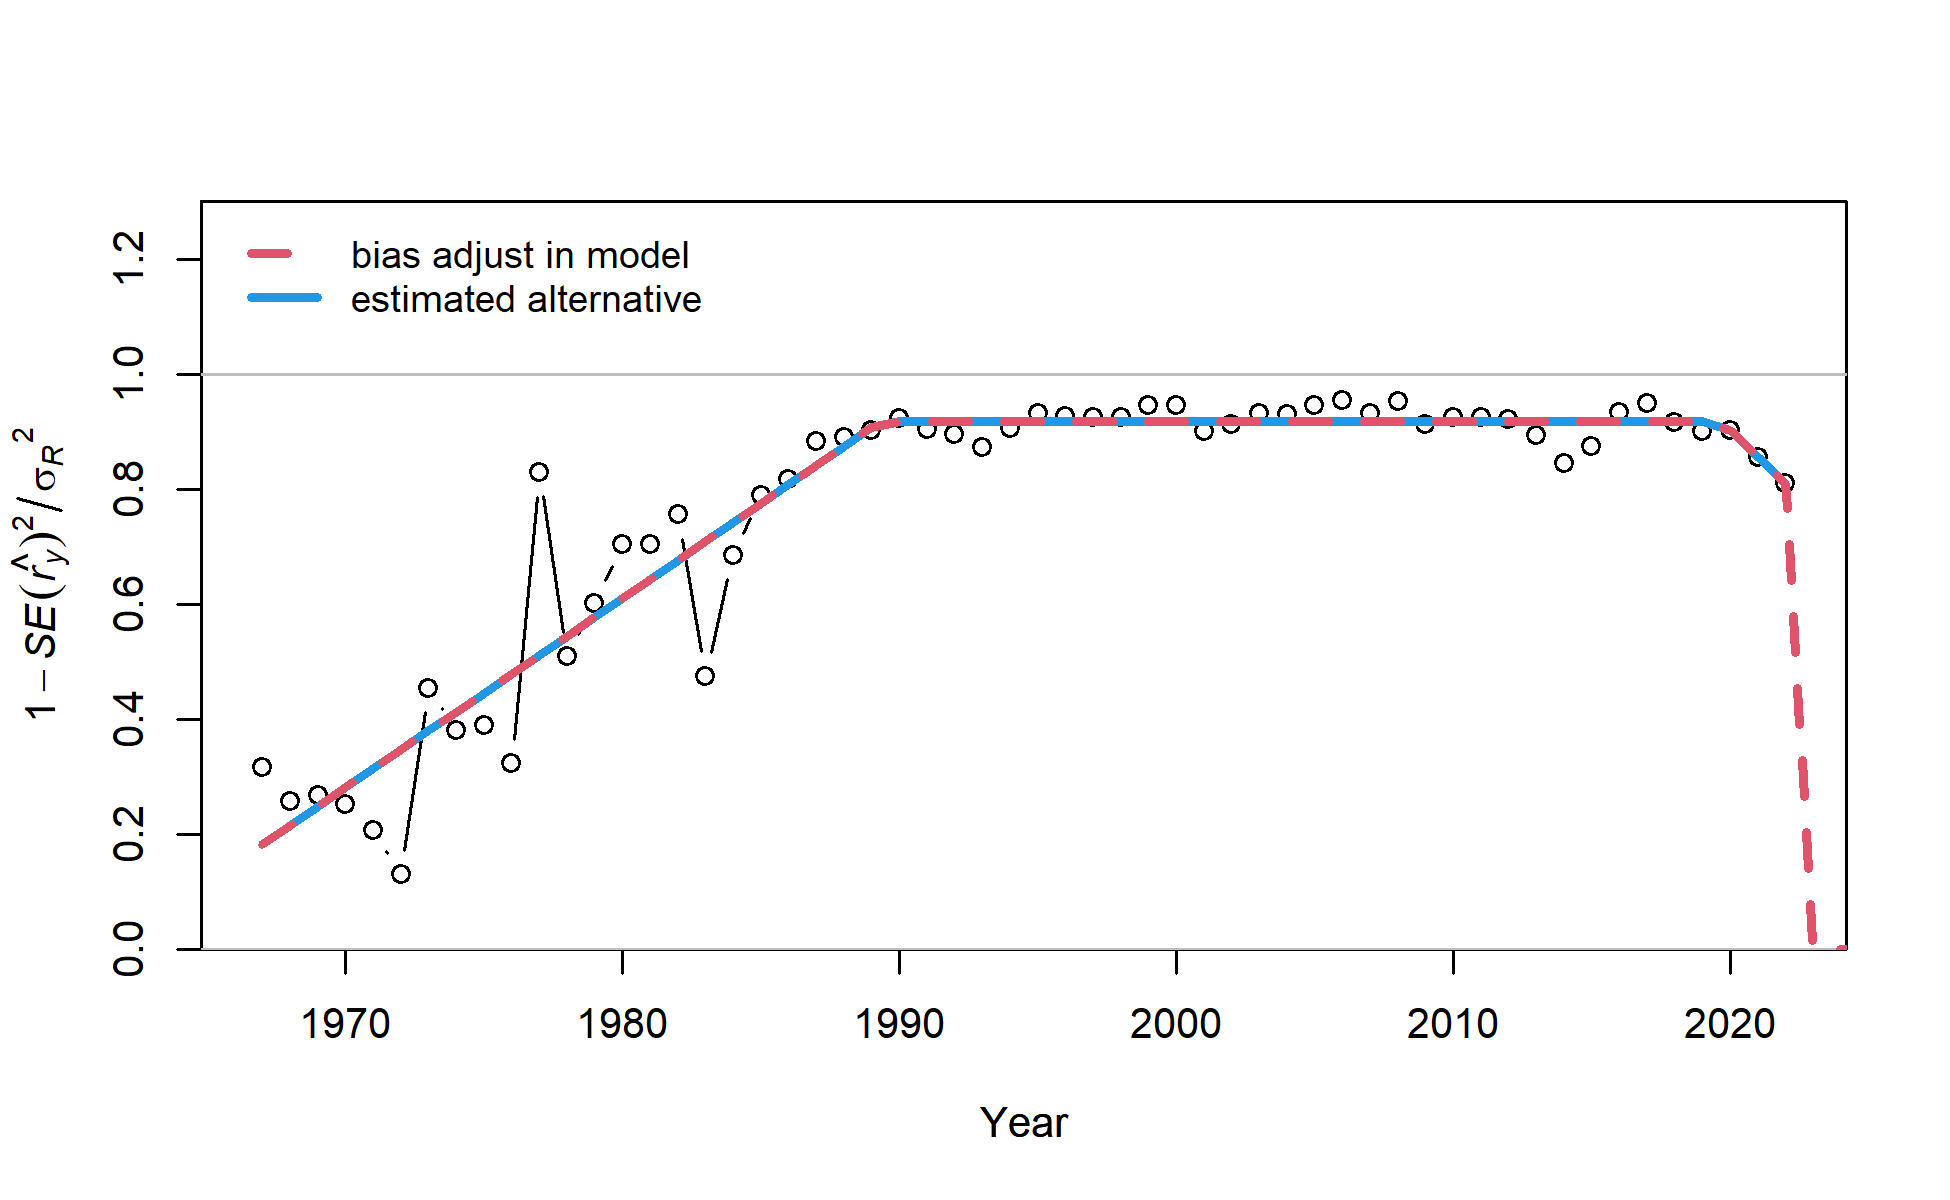 bias adjust in model
estimated alternative
1 − SE(r̂y)² / σR²
0.0
0.2
0.4
0.6
0.8
1.0
1.2
1970 1980 1990 2000 2010 2020
Year